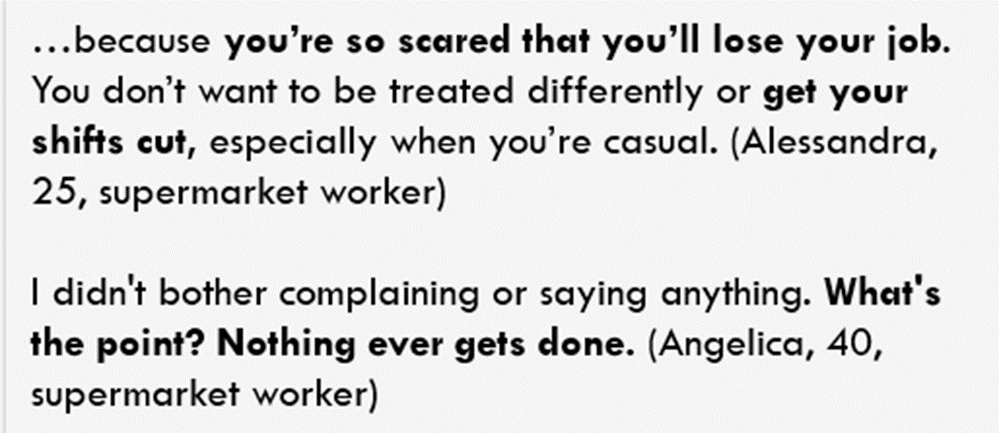 …because you’re so scared that you’ll lose your job.
You don’t want to be treated differently or get your
shifts cut, especially when you’re casual. (Alessandra,
25, supermarket worker)
I didn't bother complaining or saying anything. What's
the point? Nothing ever gets done. (Angelica, 40,
supermarket worker)